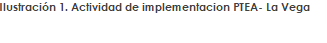 Ilustración 1. Actividad de implementacion PTEA- La Vega